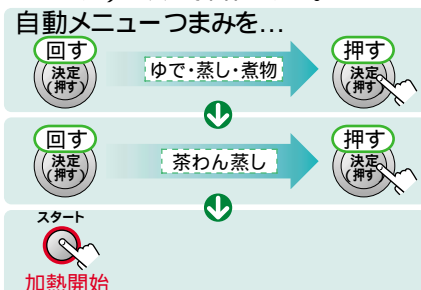 自動メニューつまみを…
回す
決定
(押す)
ゆで・蒸し・煮物
押す
決定
(押す
回す
決定
(押す)
茶わん蒸し
押す
決定
(押す
スタート
加熱開始